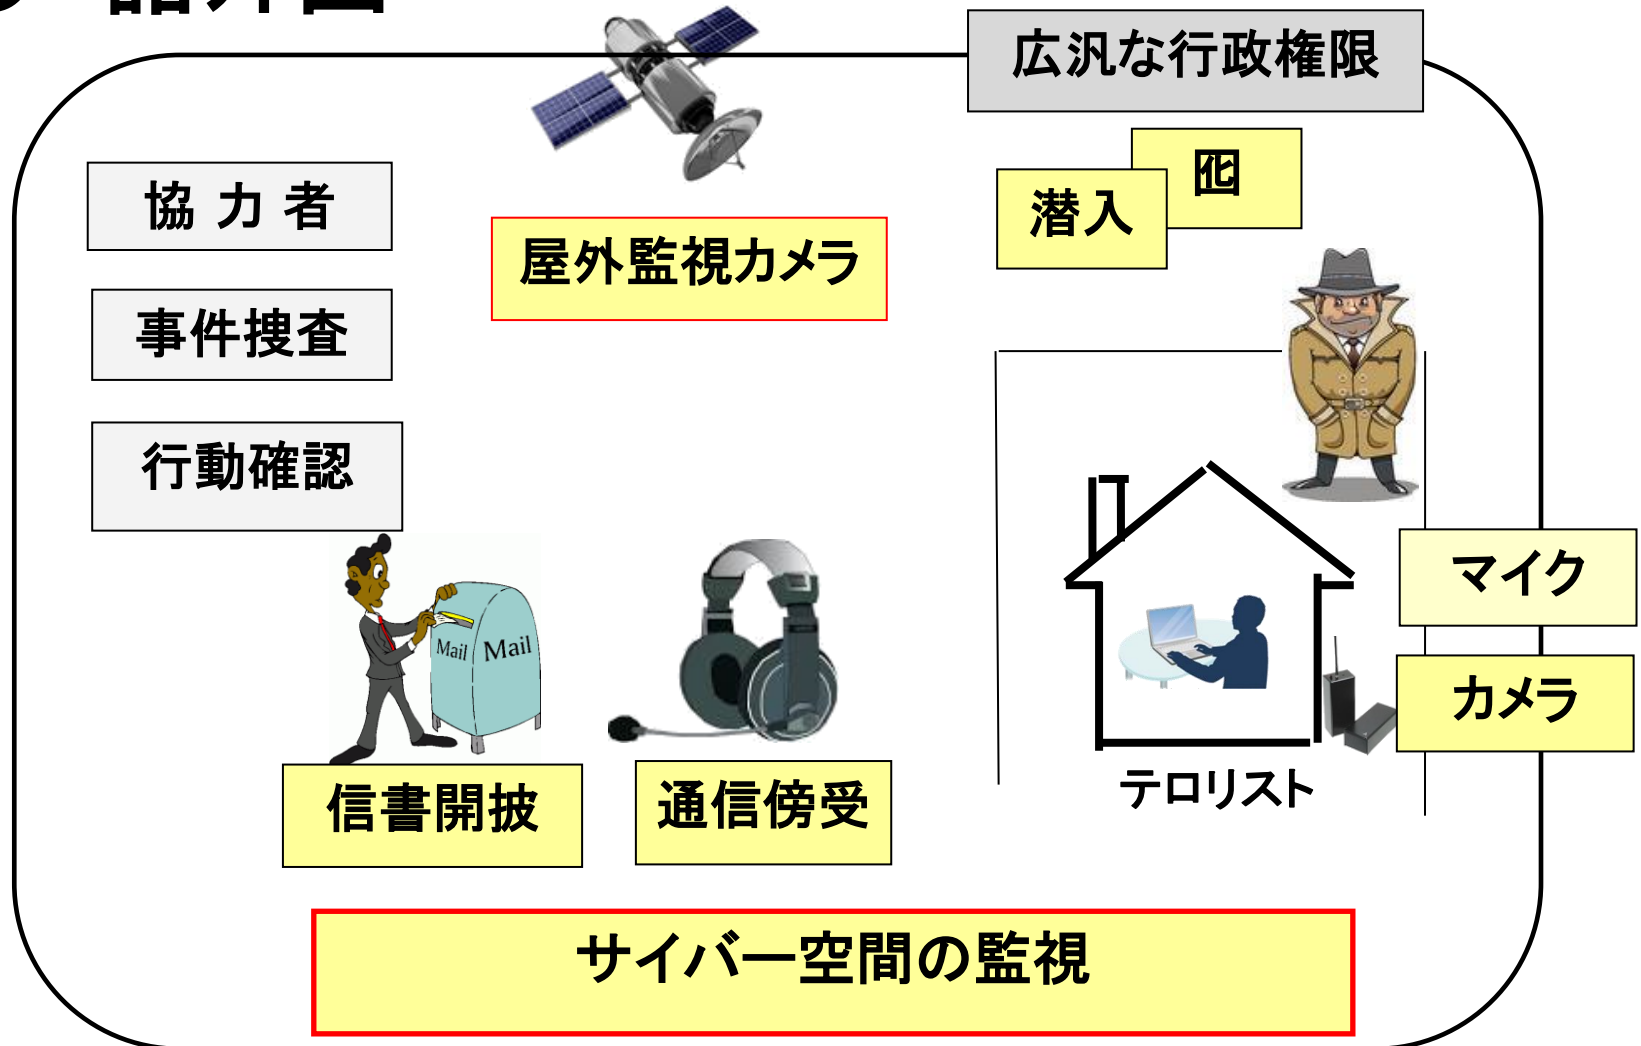 諸外国
広汎な行政権限
囮
潜入
協 力 者
屋外監視カメラ
事件捜査
行動確認
マイク
カメラ
Mail
Mail
テロリスト
信書開披
通信傍受
サイバー空間の監視